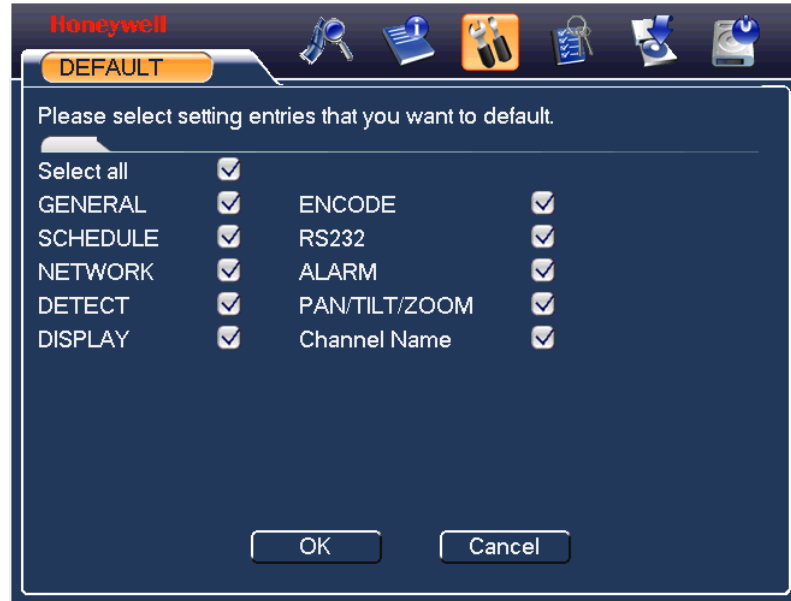 Honeywell
DEFAULT
Please select setting entries that you want to default.
Select all
GENERAL ENCODE
SCHEDULE RS232
NETWORK ALARM
DETECT PAN/TILT/ZOOM
DISPLAY Channel Name
OK Cancel